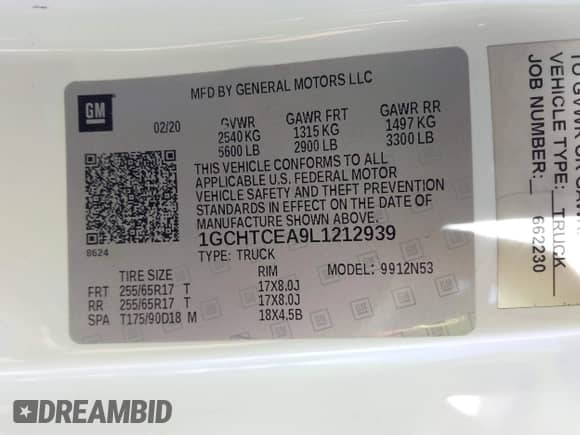 MFD BY GENERAL MOTORS LLC
GM
02/20
GVWR GAWR FRT GAWR RR
2540 KG 1315 KG 1497 KG
5600 LB 2900 LB 3300 LB
THIS VEHICLE CONFORMS TO ALL
APPLICABLE U.S. FEDERAL MOTOR
VEHICLE SAFETY AND THEFT PREVENTION
STANDARDS IN EFFECT ON THE DATE OF
MANUFACTURE SHOWN ABOVE.
8624
1GCHTCEA9L1212939
TYPE: TRUCK
TIRE SIZE RIM MODEL: 9912N53
FRT 255/65R17 T 17X8.0J
RR 255/65R17 T 17X8.0J
SPA T175/90D18 M 18X4.5B
VEHICLE TYPE: TRUCK
JOB NUMBER: 662230
DREAMBID